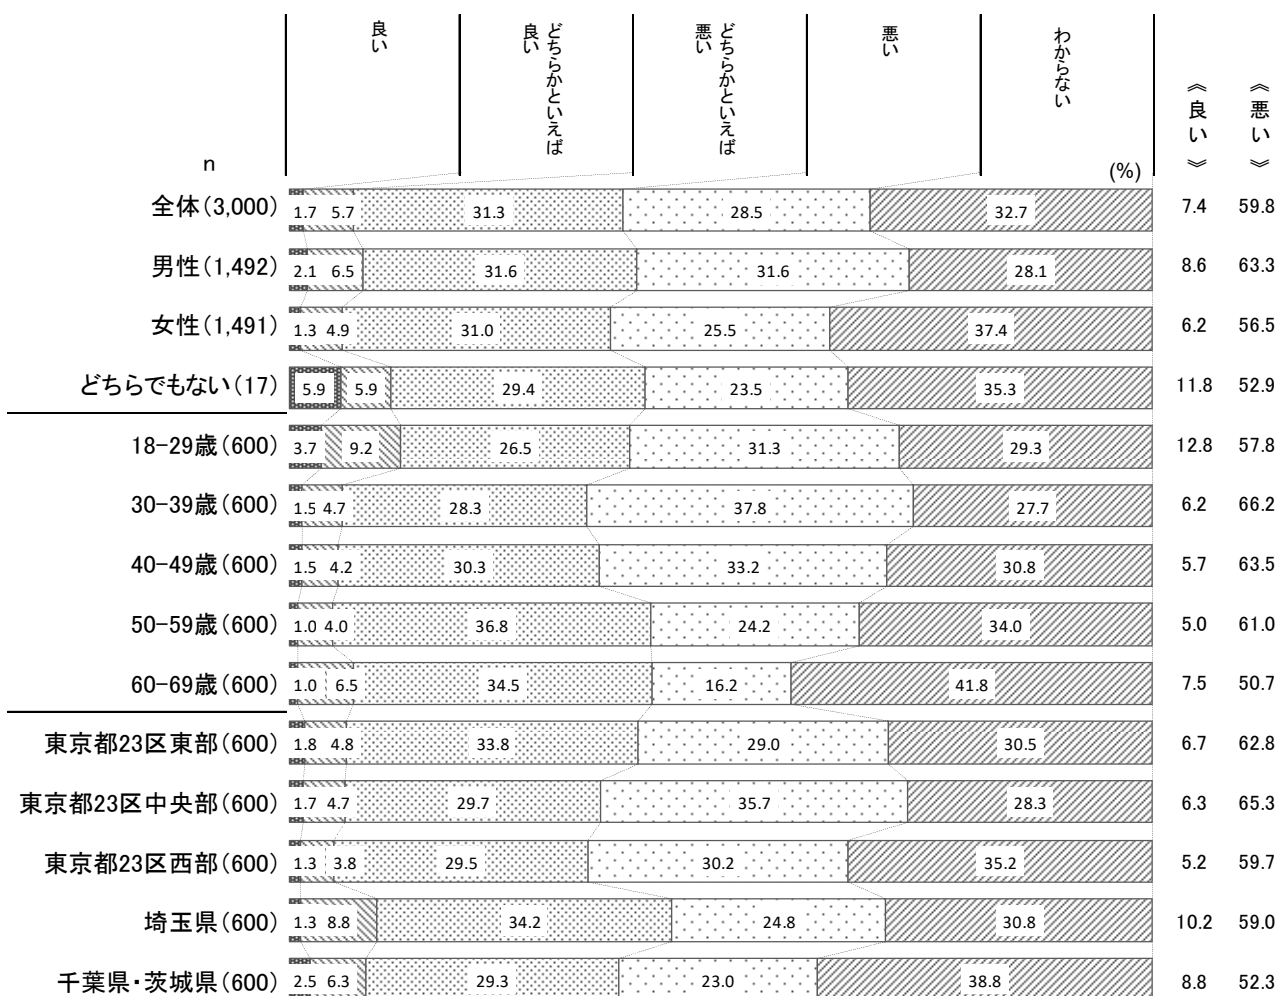 良い
どちらかといえば
良い
どちらかといえば
悪い
悪い
わからない
《良い》
《悪い》
n
(%)
全体(3,000) 1.7 5.7 31.3 28.5 32.7 7.4 59.8
男性(1,492) 2.1 6.5 31.6 31.6 28.1 8.6 63.3
女性(1,491) 1.3 4.9 31.0 25.5 37.4 6.2 56.5
どちらでもない(17) 5.9 5.9 29.4 23.5 35.3 11.8 52.9
18-29歳(600) 3.7 9.2 26.5 31.3 29.3 12.8 57.8
30-39歳(600) 1.5 4.7 28.3 37.8 27.7 6.2 66.2
40-49歳(600) 1.5 4.2 30.3 33.2 30.8 5.7 63.5
50-59歳(600) 1.0 4.0 36.8 24.2 34.0 5.0 61.0
60-69歳(600) 1.0 6.5 34.5 16.2 41.8 7.5 50.7
東京都23区東部(600) 1.8 4.8 33.8 29.0 30.5 6.7 62.8
東京都23区中央部(600) 1.7 4.7 29.7 35.7 28.3 6.3 65.3
東京都23区西部(600) 1.3 3.8 29.5 30.2 35.2 5.2 59.7
埼玉県(600) 1.3 8.8 34.2 24.8 30.8 10.2 59.0
千葉県・茨城県(600) 2.5 6.3 29.3 23.0 38.8 8.8 52.3